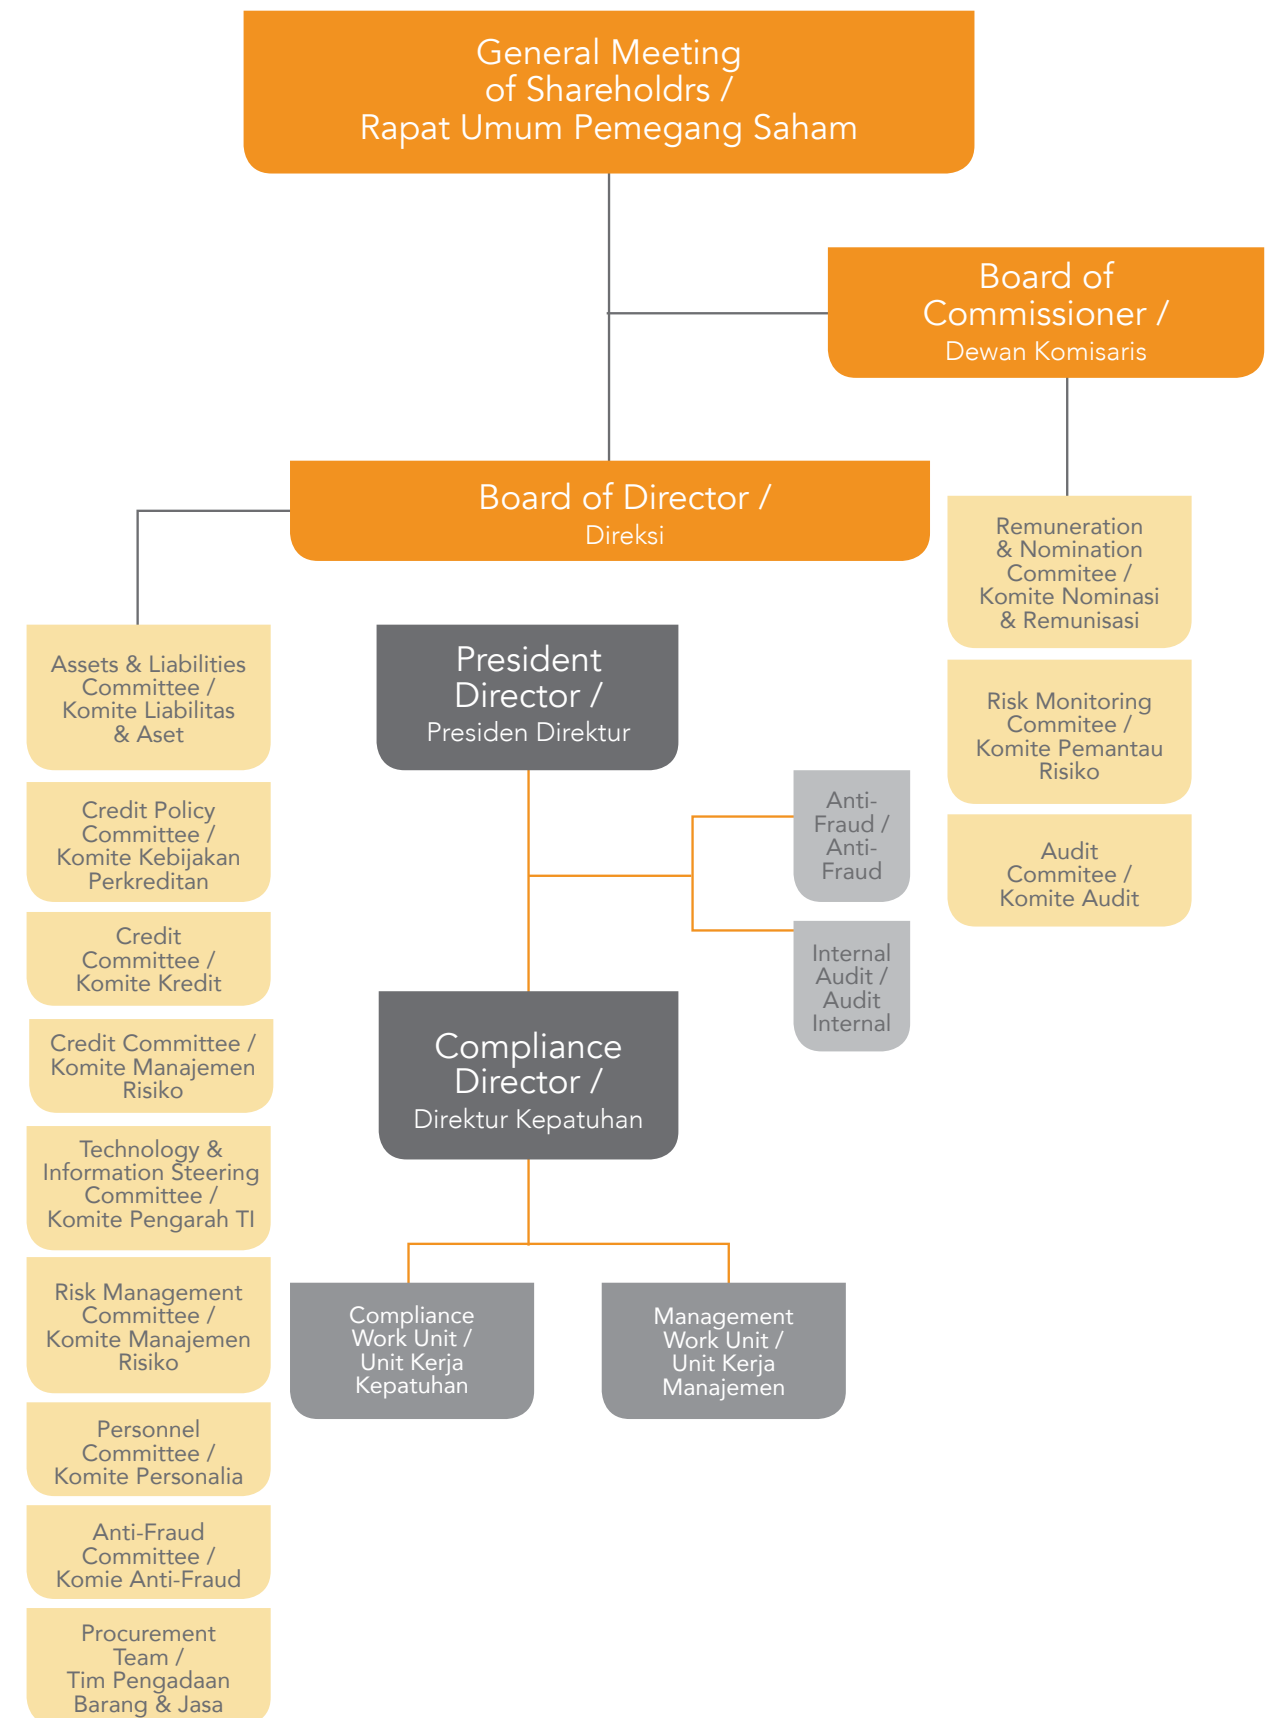 General Meeting
of Shareholdrs /
Rapat Umum Pemegang Saham
Board of
Commissioner /
Dewan Komisaris
Board of Director /
Direksi
Remuneration
& Nomination
Commitee /
Komite Nominasi
& Remunisasi
Risk Monitoring
Commitee /
Komite Pemantau
Risiko
Audit
Commitee /
Komite Audit
Assets & Liabilities
Committee /
Komite Liabilitas
& Aset
Credit Policy
Committee /
Komite Kebijakan
Perkreditan
Credit
Committee /
Komite Kredit
Credit Committee /
Komite Manajemen
Risiko
Technology &
Information Steering
Committee /
Komite Pengarah TI
Risk Management
Committee /
Komite Manajemen
Risiko
Personnel
Committee /
Komite Personalia
Anti-Fraud
Committee /
Komie Anti-Fraud
Procurement
Team /
Tim Pengadaan
Barang & Jasa
President
Director /
Presiden Direktur
Anti-
Fraud /
Anti-
Fraud
Internal
Audit /
Audit
Internal
Compliance
Director /
Direktur Kepatuhan
Compliance
Work Unit /
Unit Kerja
Kepatuhan
Management
Work Unit /
Unit Kerja
Manajemen